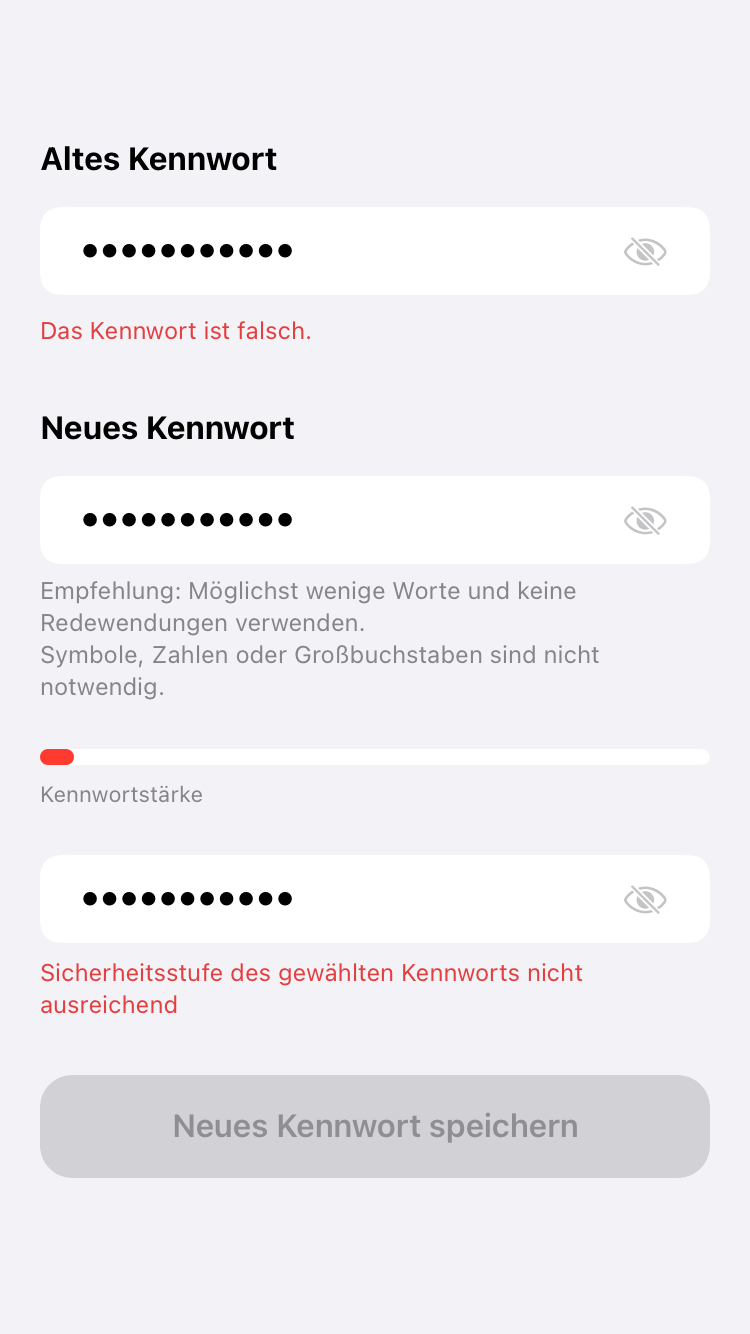 Altes Kennwort
•••••••••••
Das Kennwort ist falsch.
Neues Kennwort
•••••••••••
Empfehlung: Möglichst wenige Worte und keine
Redewendungen verwenden.
Symbole, Zahlen oder Großbuchstaben sind nicht
notwendig.
Kennwortstärke
•••••••••••
Sicherheitsstufe des gewählten Kennworts nicht
ausreichend
Neues Kennwort speichern